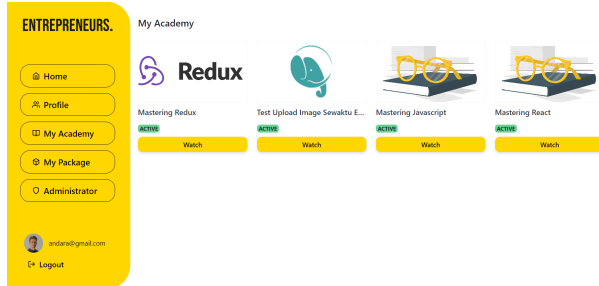 ENTREPRENEURS.
Home
Profile
My Academy
My Package
Administrator
andara@gmail.com
Logout
My Academy
Redux
Mastering Redux
ACTIVE
Watch
Test Upload Image Sewaktu E...
ACTIVE
Watch
Mastering Javascript
ACTIVE
Watch
Mastering React
ACTIVE
Watch